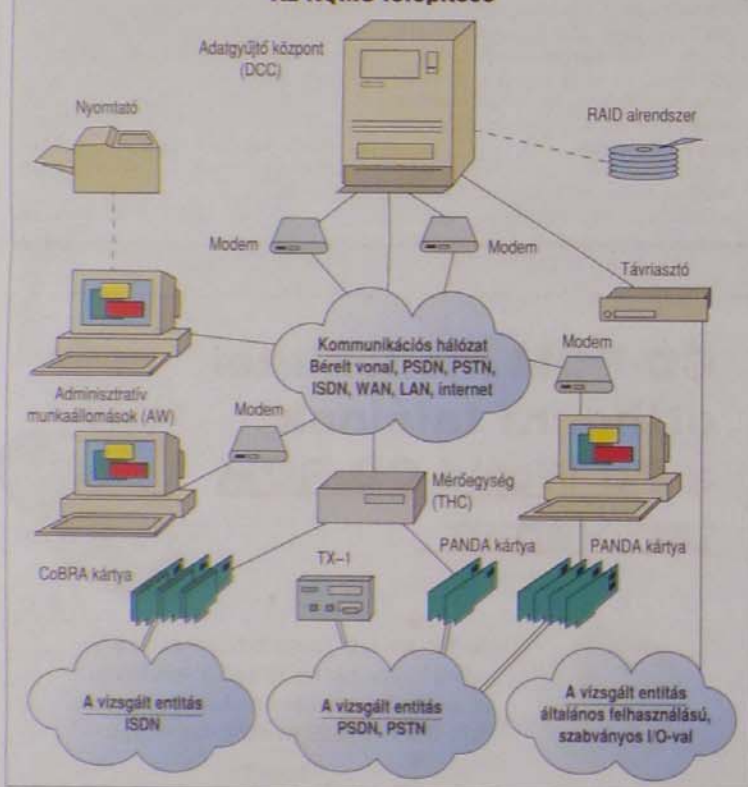 Adatgyűjtő központ
(DCC)
Nyomtató
RAID alrendszer
Modem
Modem
Távriasztó
Kommunikációs hálózat
Bérelt vonal, PSDN, PSTN,
ISDN, WAN, LAN, internet
Modem
Adminisztratív
munkaállomások (AW)
Modem
Mérőegység
(THC)
CoBRA kártya
TX–1
PANDA kártya
PANDA kártya
A vizsgált entitás
ISDN
A vizsgált entitás
PSDN, PSTN
A vizsgált entitás
általános felhasználású,
szabványos I/O-val